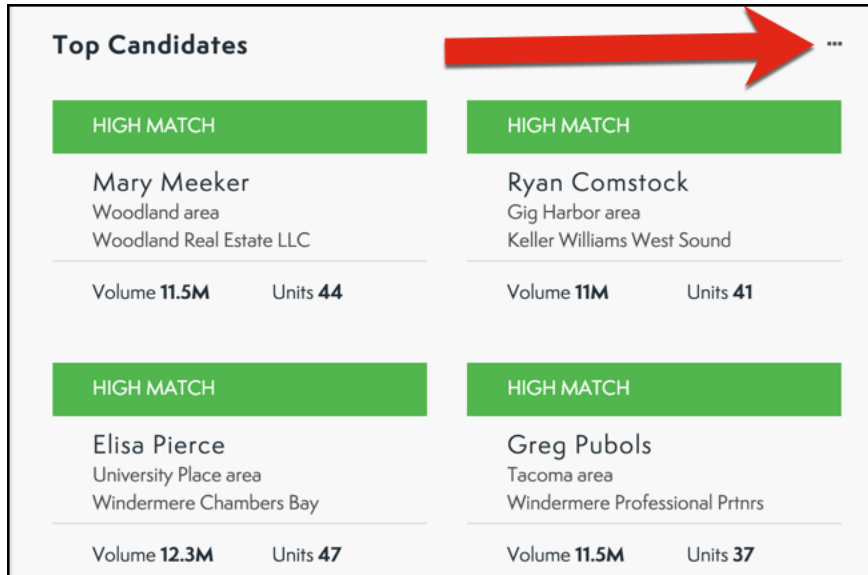 Top Candidates
HIGH MATCH
Mary Meeker
Woodland area
Woodland Real Estate LLC
Volume 11.5M Units 44
HIGH MATCH
Ryan Comstock
Gig Harbor area
Keller Williams West Sound
Volume 11M Units 41
HIGH MATCH
Elisa Pierce
University Place area
Windermere Chambers Bay
Volume 12.3M Units 47
HIGH MATCH
Greg Pubols
Tacoma area
Windermere Professional Prtnrs
Volume 11.5M Units 37